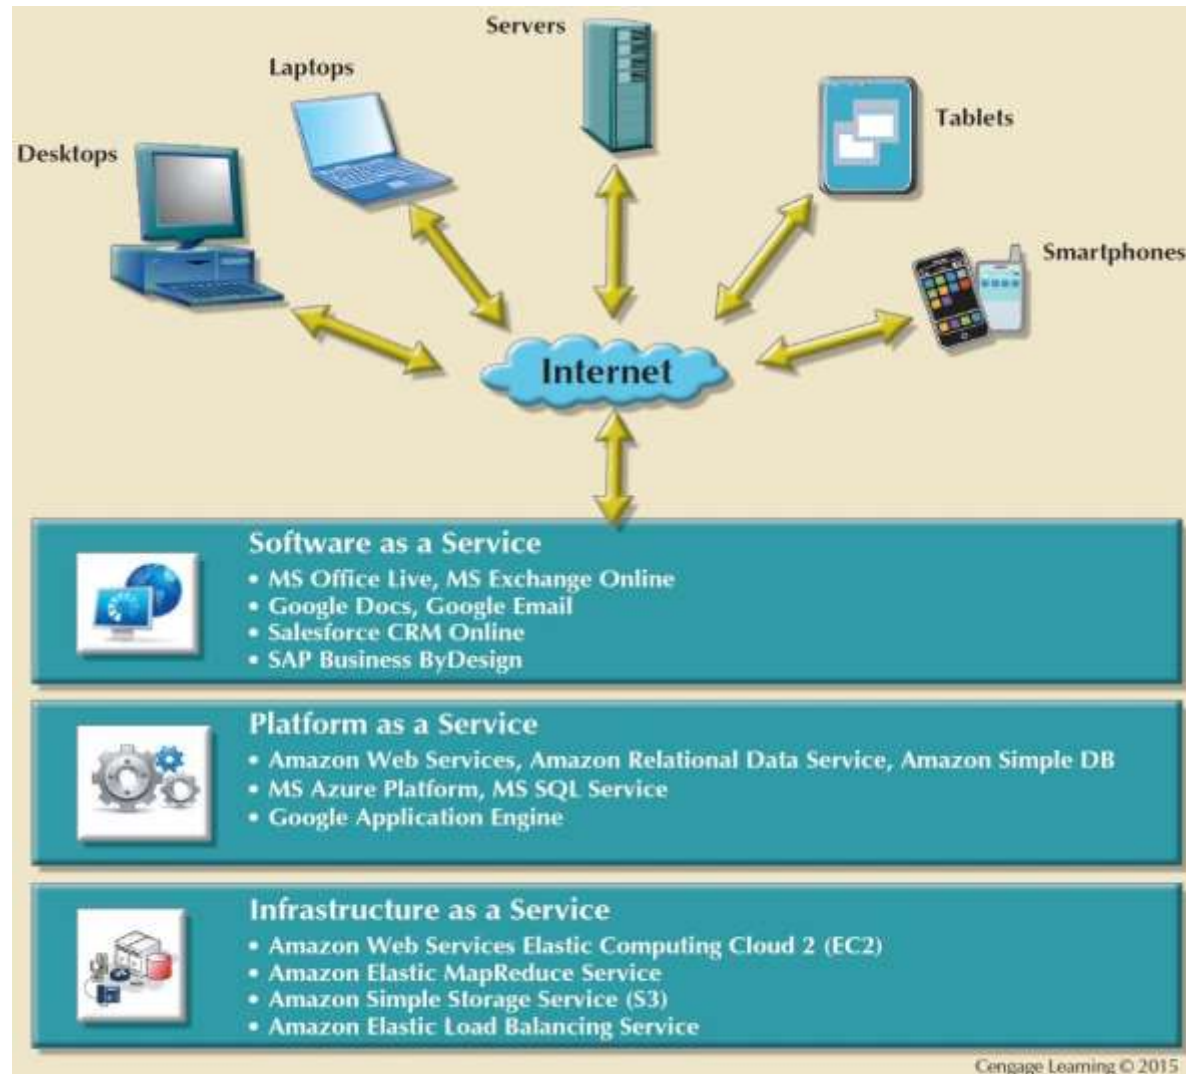 Servers
Laptops
Tablets
Desktops
Smartphones
Internet
Software as a Service
• MS Office Live, MS Exchange Online
• Google Docs, Google Email
• Salesforce CRM Online
• SAP Business ByDesign
Platform as a Service
• Amazon Web Services, Amazon Relational Data Service, Amazon Simple DB
• MS Azure Platform, MS SQL Service
• Google Application Engine
Infrastructure as a Service
• Amazon Web Services Elastic Computing Cloud 2 (EC2)
• Amazon Elastic MapReduce Service
• Amazon Simple Storage Service (S3)
• Amazon Elastic Load Balancing Service
Cengage Learning © 2015